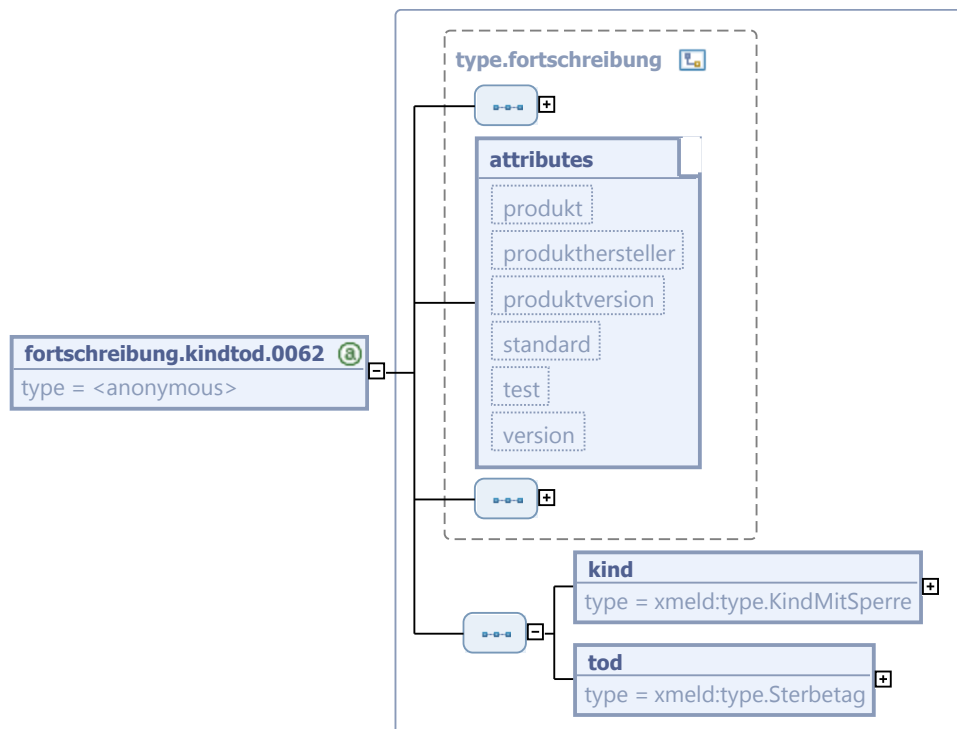 type.fortschreibung
attributes
produkt
produkthersteller
produktversion
standard
test
version
fortschreibung.kindtod.0062 a
type = <anonymous>
kind
type = xmeld:type.KindMitSperre
tod
type = xmeld:type.Sterbetag